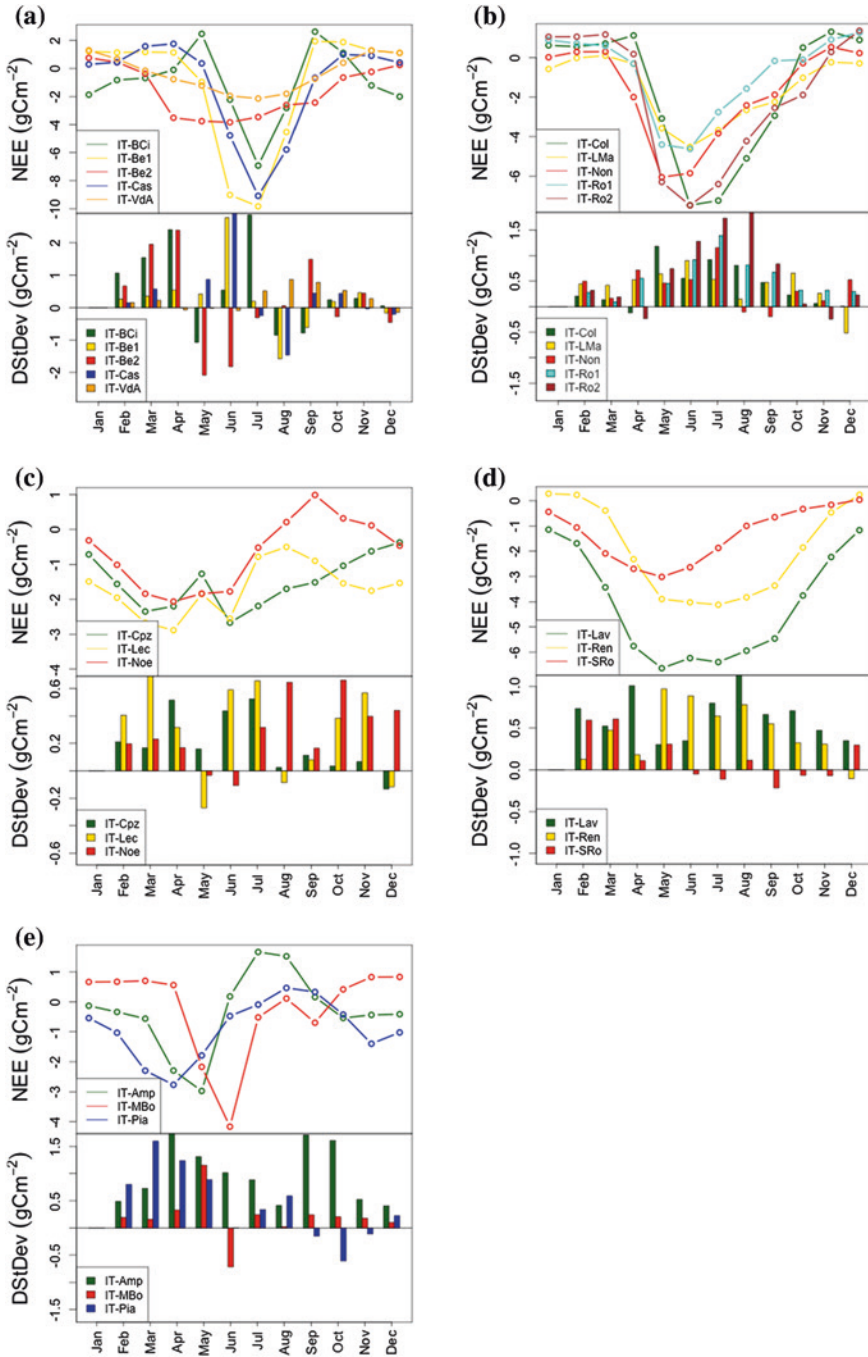 (a)
NEE (gCm⁻²)
2
0
-2
-4
-6
-8
-10
IT-BCi
IT-Be1
IT-Be2
IT-Cas
IT-VdA
DStDev (gCm⁻²)
2
1
0
-1
-2
IT-BCi
IT-Be1
IT-Be2
IT-Cas
IT-VdA
Jan Feb Mar Apr May Jun Jul Aug Sep Oct Nov Dec
(b)
NEE (gCm⁻²)
0
-2
-4
-6
IT-Col
IT-LMa
IT-Non
IT-Ro1
IT-Ro2
DStDev (gCm⁻²)
1.5
0.5
-0.5
-1.5
IT-Col
IT-LMa
IT-Non
IT-Ro1
IT-Ro2
Jan Feb Mar Apr May Jun Jul Aug Sep Oct Nov Dec
(c)
NEE (gCm⁻²)
1
0
-1
-2
-3
-4
IT-Cpz
IT-Lec
IT-Noe
DStDev (gCm⁻²)
0.6
0.2
-0.2
-0.6
IT-Cpz
IT-Lec
IT-Noe
Jan Feb Mar Apr May Jun Jul Aug Sep Oct Nov Dec
(d)
NEE (gCm⁻²)
0
-1
-2
-3
-4
-5
-6
IT-Lav
IT-Ren
IT-SRo
DStDev (gCm⁻²)
1.0
0.5
0.0
-0.5
-1.0
IT-Lav
IT-Ren
IT-SRo
Jan Feb Mar Apr May Jun Jul Aug Sep Oct Nov Dec
(e)
NEE (gCm⁻²)
1
0
-1
-2
-3
-4
IT-Amp
IT-MBo
IT-Pia
DStDev (gCm⁻²)
1.5
0.5
-0.5
-1.5
IT-Amp
IT-MBo
IT-Pia
Jan Feb Mar Apr May Jun Jul Aug Sep Oct Nov Dec